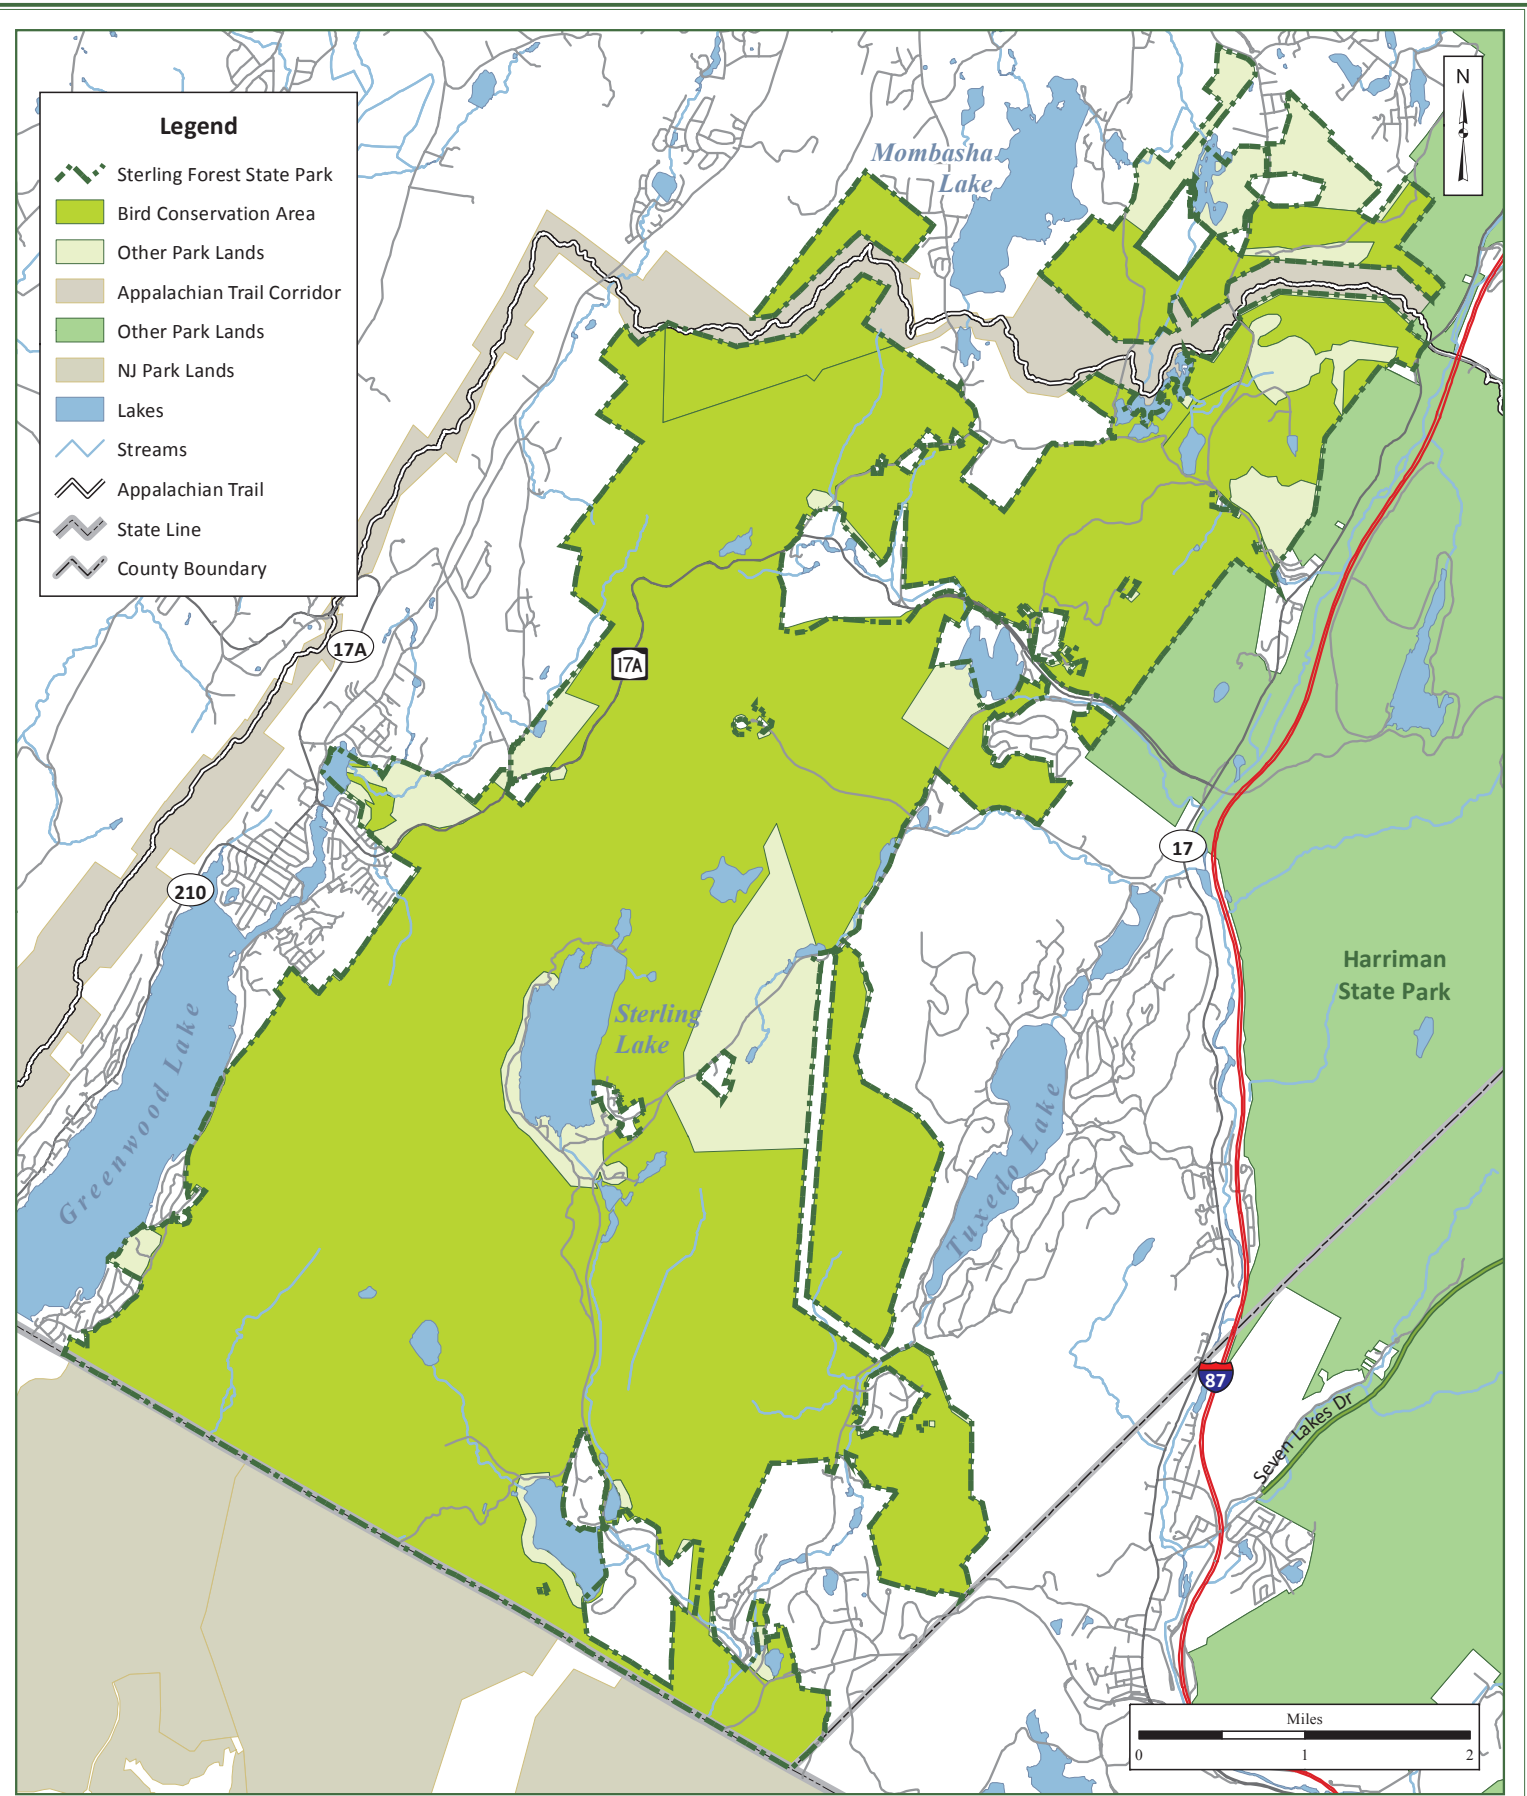 Legend
Sterling Forest State Park
Bird Conservation Area
Other Park Lands
Appalachian Trail Corridor
Other Park Lands
NJ Park Lands
Lakes
Streams
Appalachian Trail
State Line
County Boundary
N
Mombasha
Lake
17A
17A
210
17
Harriman
State Park
Sterling
Lake
Greenwood Lake
Tuxedo Lake
87
Seven Lakes Dr
Miles
0 1 2